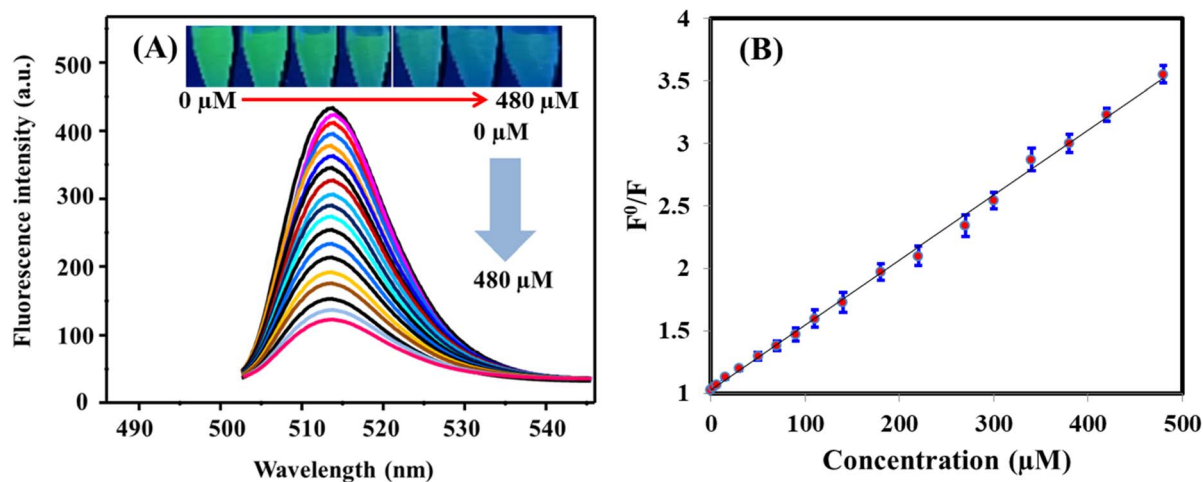 (A)
0 μM
480 μM
0 μM
480 μM
Fluorescence intensity (a.u.)
500
400
300
200
100
0
490
500
510
520
530
540
Wavelength (nm)
(B)
F⁰/F
4
3.5
3
2.5
2
1.5
1
0
100
200
300
400
500
Concentration (μM)